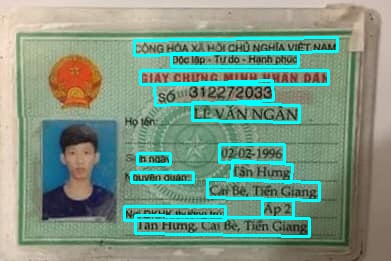 CỘNG HÒA XÃ HỘI CHỦ NGHĨA VIỆT NAM
Độc lập - Tự do - Hạnh phúc
GIẤY CHỨNG MINH NHÂN DÂN
SỐ 312272033
Họ tên: LÊ VĂN NGÂN
Sinh ngày 02-02-1996
Nguyên quán: Tân Hưng
Cái Bè, Tiền Giang
Nơi ĐKHK thường trú: Ấp 2
Tân Hưng, Cái Bè, Tiền Giang